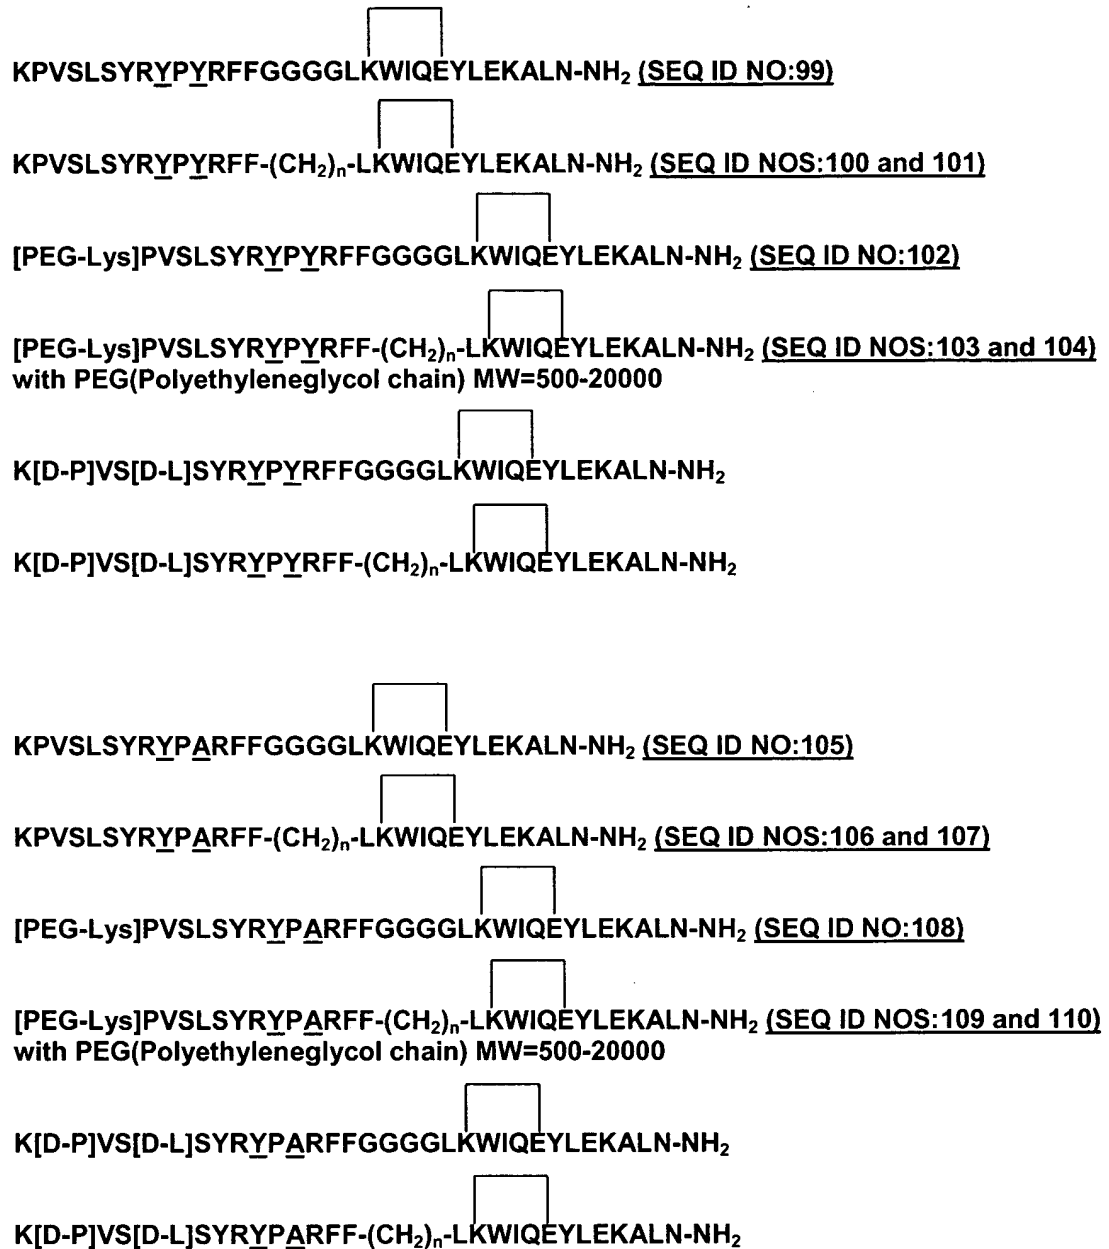 KPVSLSYRYPYRFFGGGGLKWIQEYLEKALN-NH₂ (SEQ ID NO:99)
KPVSLSYRYPYRFF-(CH₂)ₙ-LKWIQEYLEKALN-NH₂ (SEQ ID NOS:100 and 101)
[PEG-Lys]PVSLSYRYPYRFFGGGGLKWIQEYLEKALN-NH₂ (SEQ ID NO:102)
[PEG-Lys]PVSLSYRYPYRFF-(CH₂)ₙ-LKWIQEYLEKALN-NH₂ (SEQ ID NOS:103 and 104)
with PEG(Polyethyleneglycol chain) MW=500-20000
K[D-P]VS[D-L]SYRYPYRFFGGGGLKWIQEYLEKALN-NH₂
K[D-P]VS[D-L]SYRYPYRFF-(CH₂)ₙ-LKWIQEYLEKALN-NH₂
KPVSLSYRYPARFFGGGGLKWIQEYLEKALN-NH₂ (SEQ ID NO:105)
KPVSLSYRYPARFF-(CH₂)ₙ-LKWIQEYLEKALN-NH₂ (SEQ ID NOS:106 and 107)
[PEG-Lys]PVSLSYRYPARFFGGGGLKWIQEYLEKALN-NH₂ (SEQ ID NO:108)
[PEG-Lys]PVSLSYRYPARFF-(CH₂)ₙ-LKWIQEYLEKALN-NH₂ (SEQ ID NOS:109 and 110)
with PEG(Polyethyleneglycol chain) MW=500-20000
K[D-P]VS[D-L]SYRYPARFFGGGGLKWIQEYLEKALN-NH₂
K[D-P]VS[D-L]SYRYPARFF-(CH₂)ₙ-LKWIQEYLEKALN-NH₂